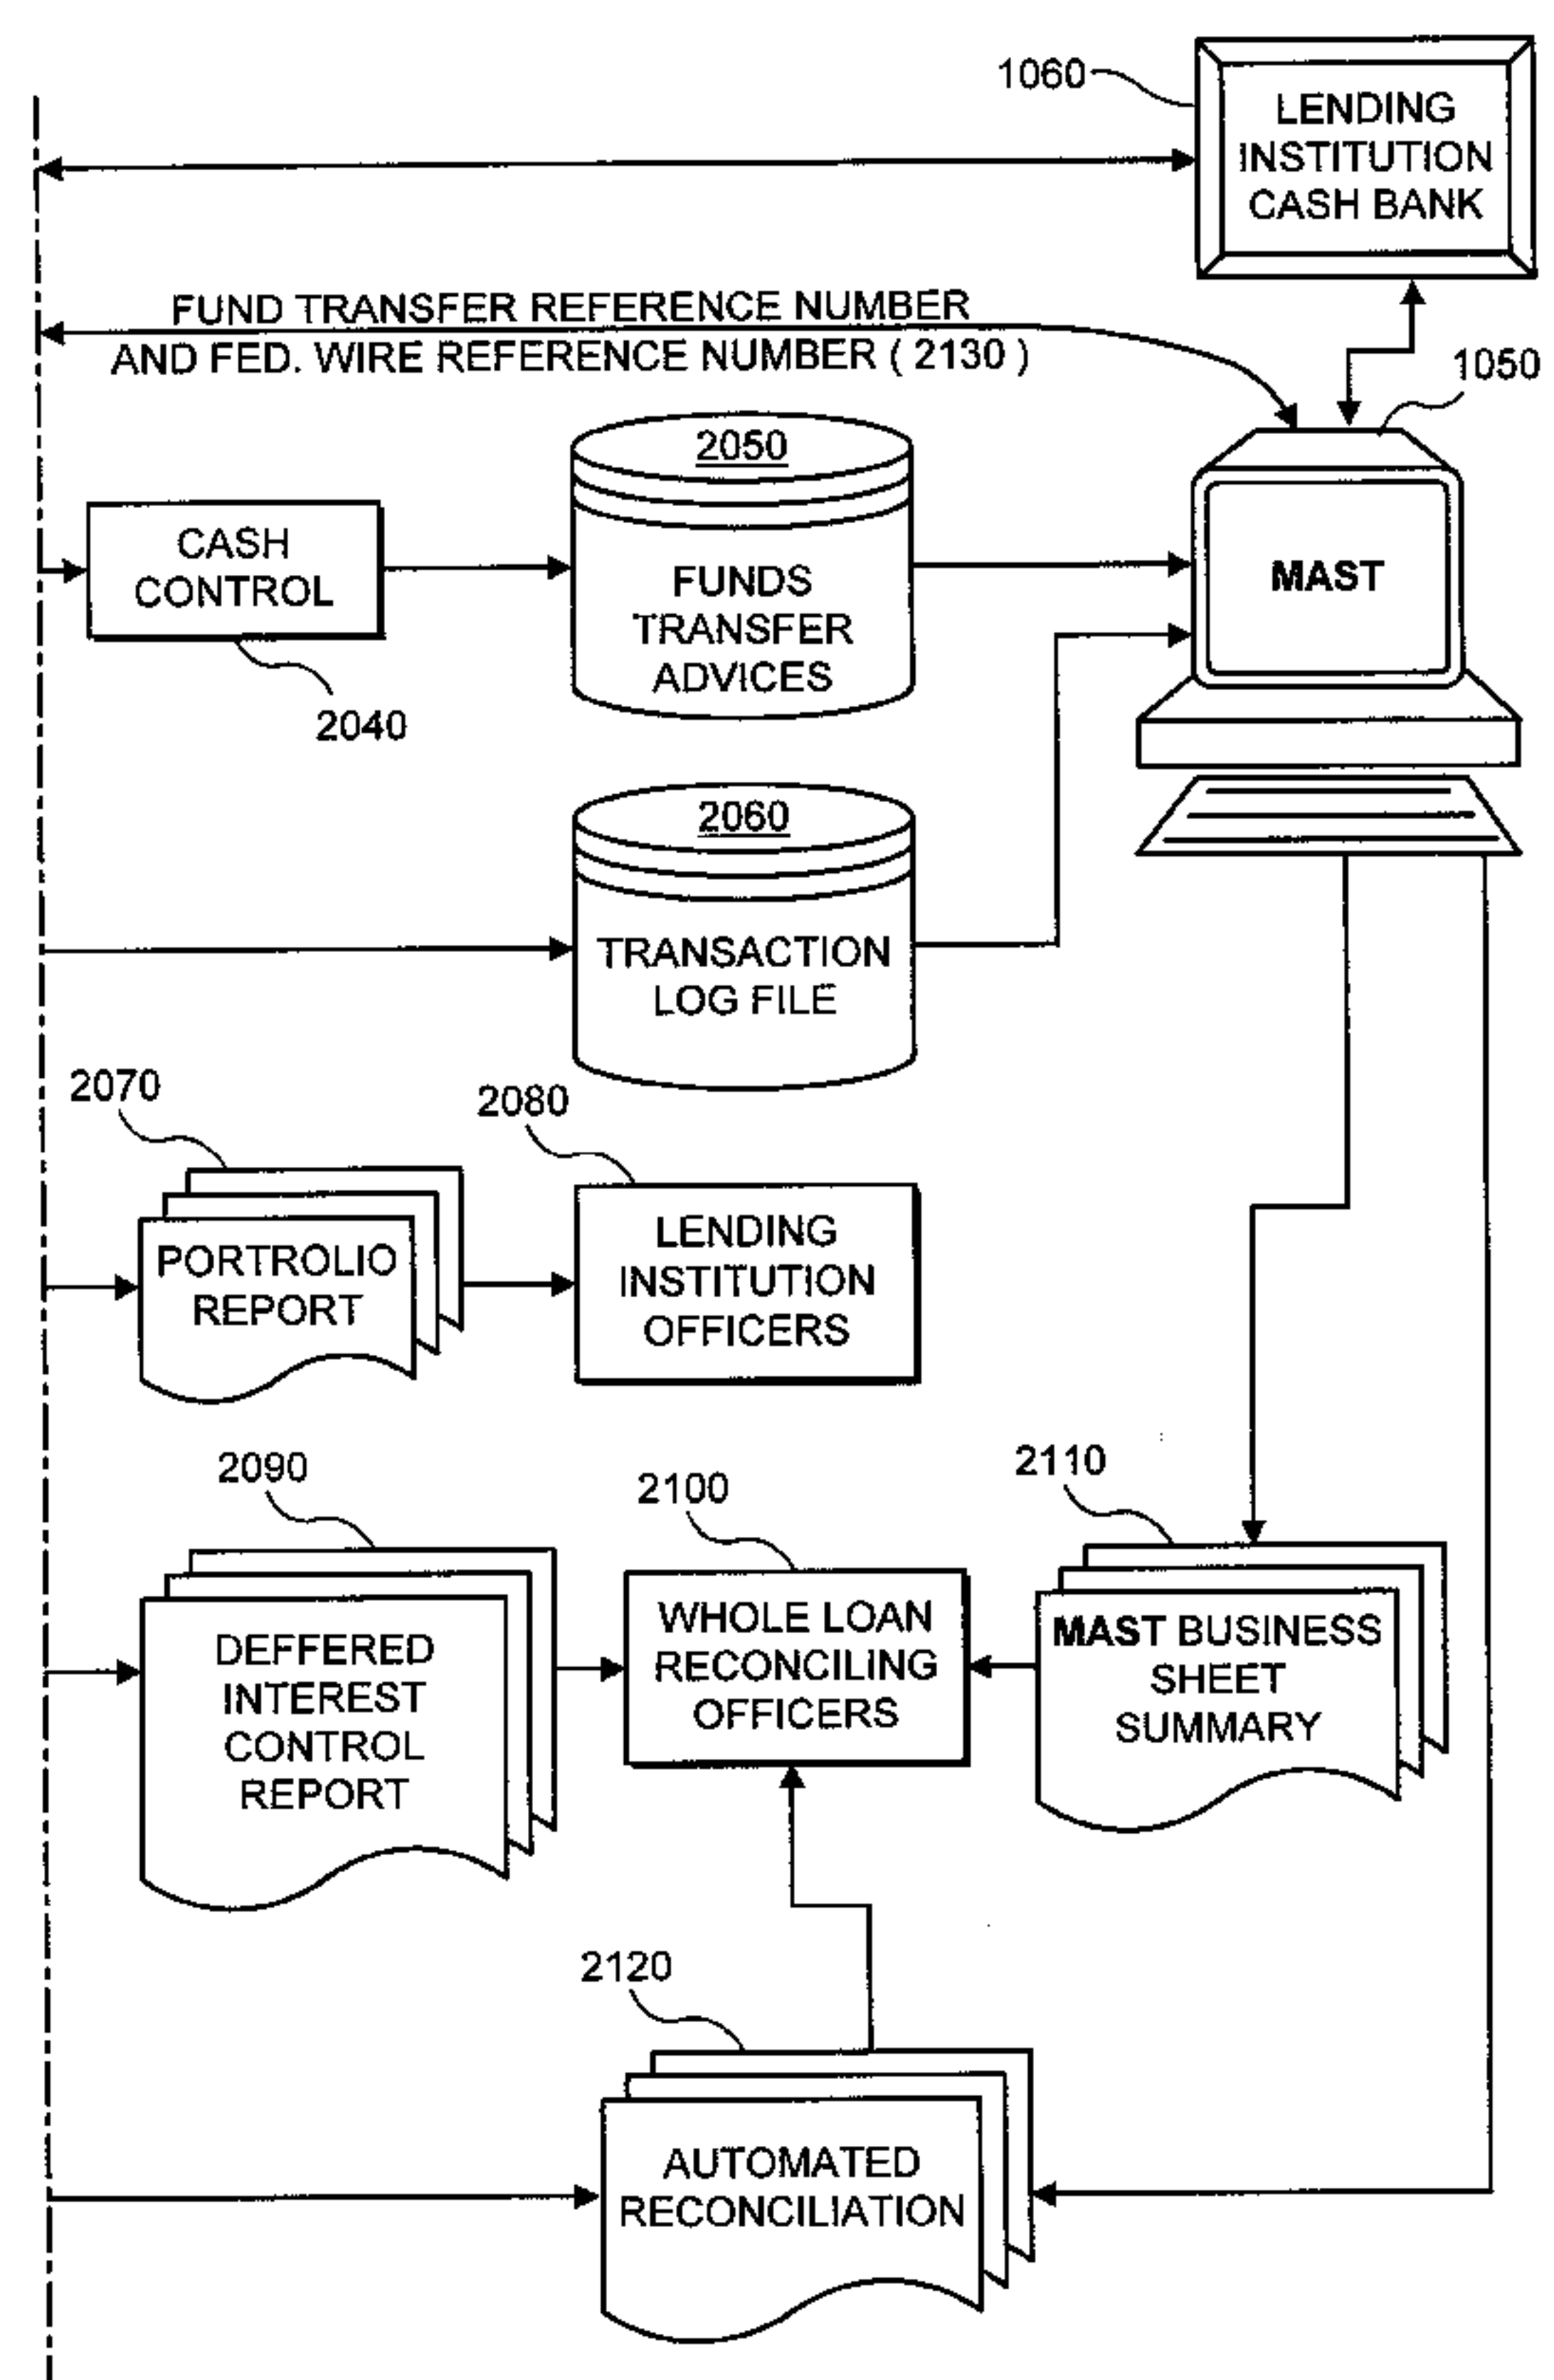 1060
LENDING
INSTITUTION
CASH BANK
FUND TRANSFER REFERENCE NUMBER
AND FED. WIRE REFERENCE NUMBER ( 2130 )
1050
2050
CASH
CONTROL
FUNDS
TRANSFER
ADVICES
MAST
2040
2060
TRANSACTION
LOG FILE
2070
2080
PORTROLIO
REPORT
LENDING
INSTITUTION
OFFICERS
2090
2100
2110
DEFFERED
INTEREST
CONTROL
REPORT
WHOLE LOAN
RECONCILING
OFFICERS
MAST BUSINESS
SHEET
SUMMARY
2120
AUTOMATED
RECONCILIATION